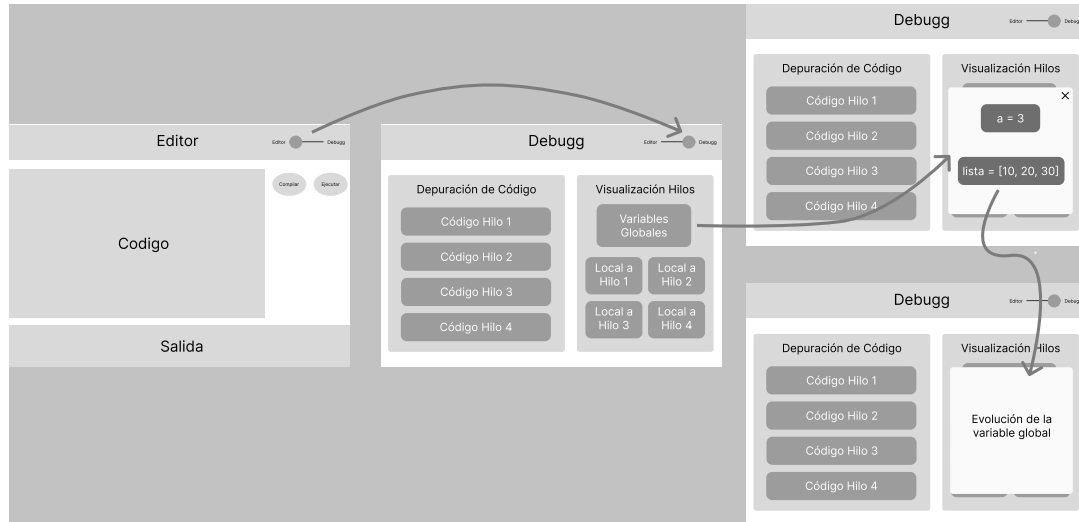 Editor
Editor
Debugg
Compilar
Ejecutar
Codigo
Salida
Debugg
Editor
Debugg
Depuración de Código
Código Hilo 1
Código Hilo 2
Código Hilo 3
Código Hilo 4
Visualización Hilos
Variables
Globales
Local a
Hilo 1
Local a
Hilo 2
Local a
Hilo 3
Local a
Hilo 4
Debugg
Editor
Debug
Depuración de Código
Código Hilo 1
Código Hilo 2
Código Hilo 3
Código Hilo 4
Visualización Hilos
a = 3
lista = [10, 20, 30]
Debugg
Editor
Debug
Depuración de Código
Código Hilo 1
Código Hilo 2
Código Hilo 3
Código Hilo 4
Visualización Hilos
Evolución de la
variable global